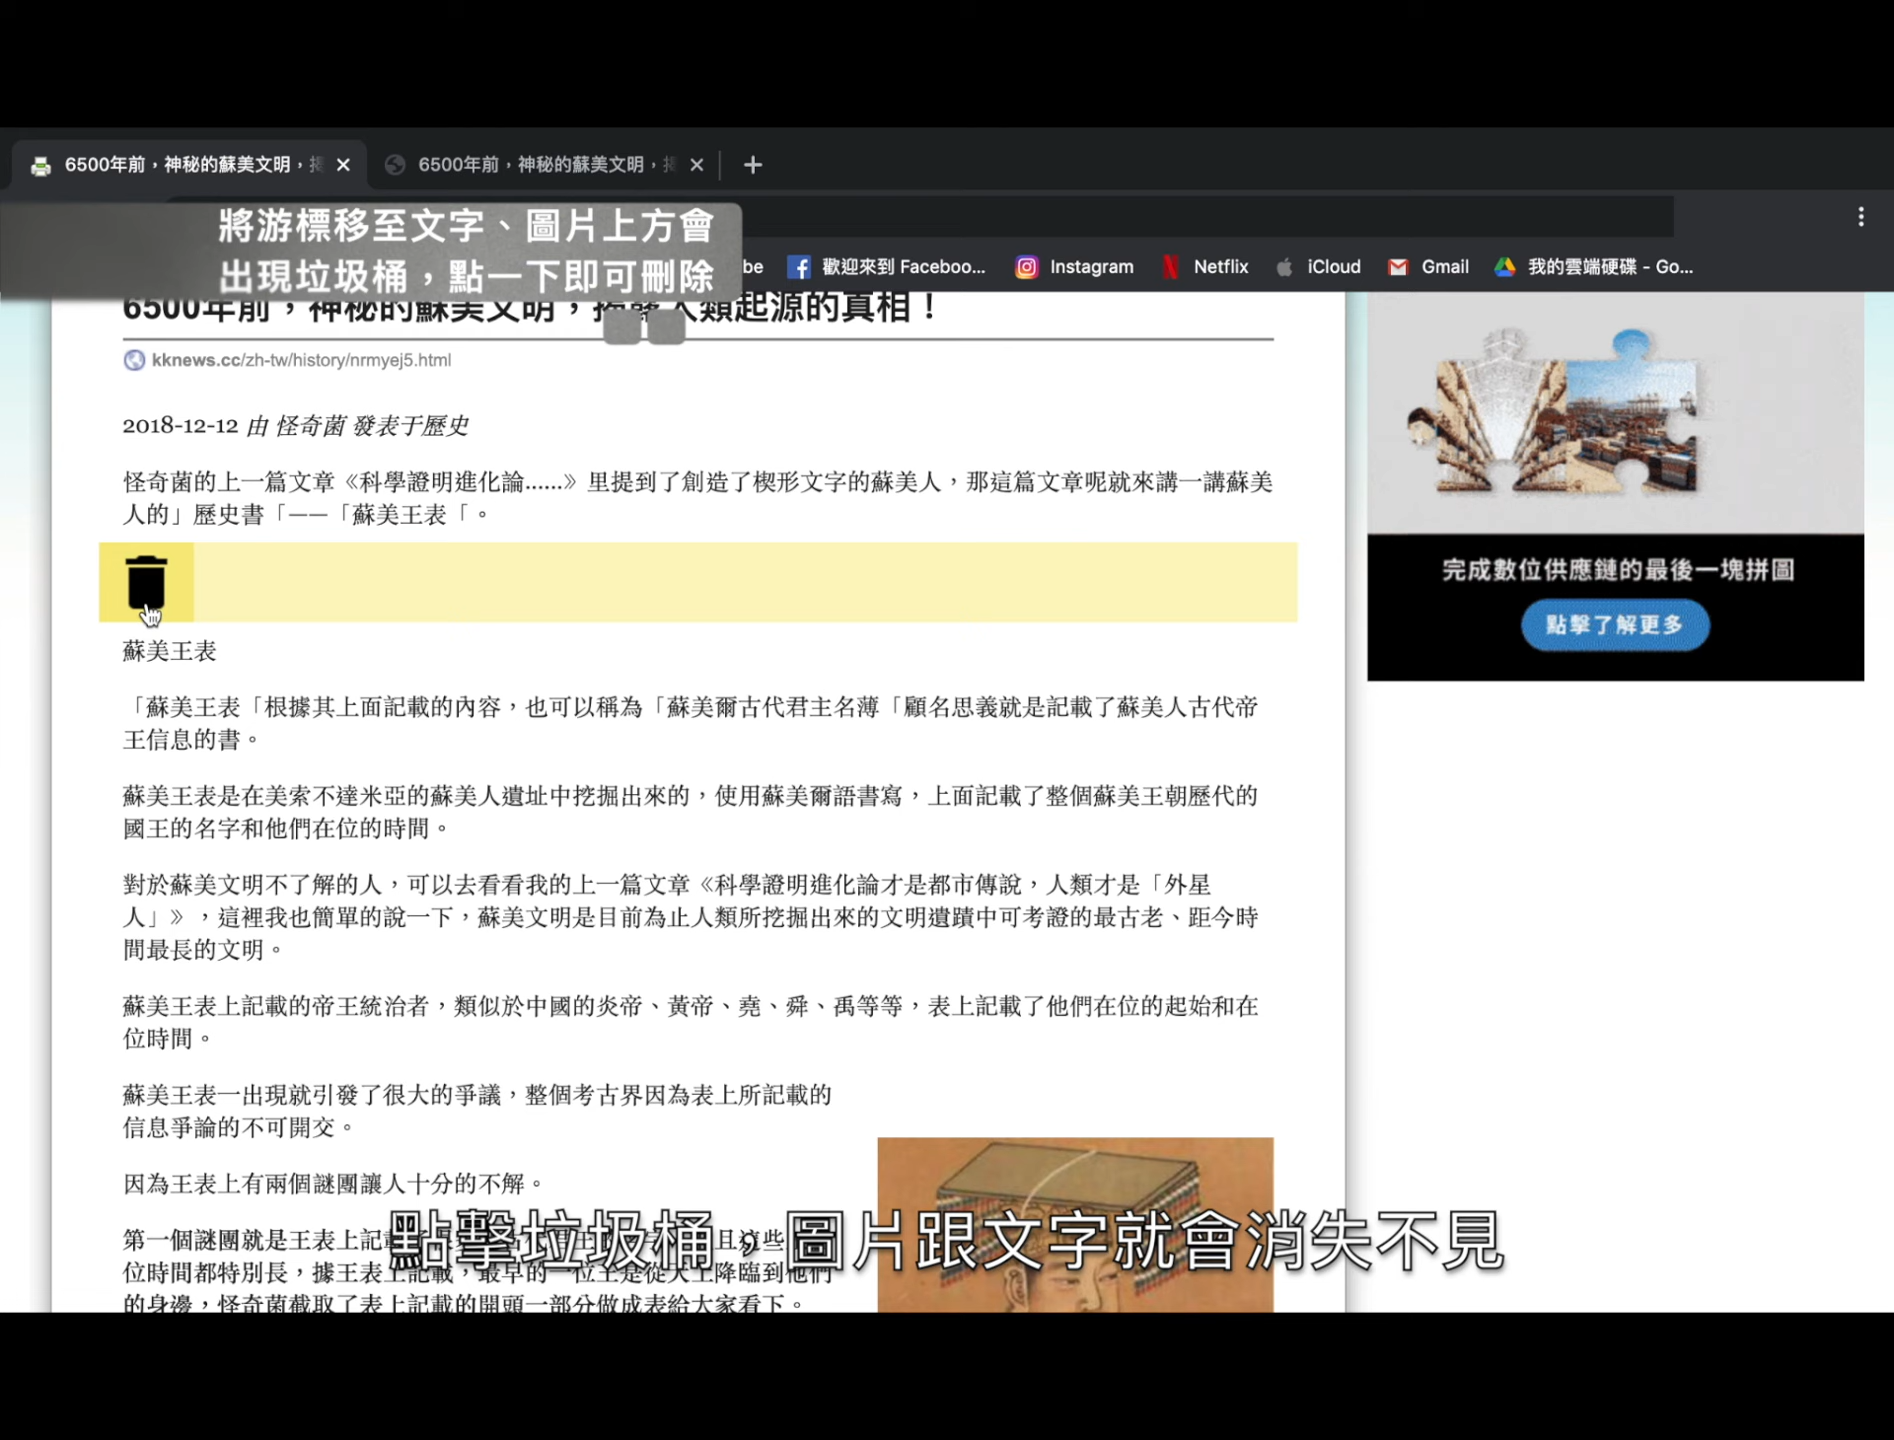 6500年前，神秘的蘇美文明，
6500年前，神秘的蘇美文明，
將游標移至文字、圖片上方會
出現垃圾桶，點一下即可刪除
be
歡迎來到 Faceboo...
Instagram
Netflix
iCloud
Gmail
我的雲端硬碟 - Go...
6500年前，神秘的蘇美文明，揭露人類起源的真相！
kknews.cc/zh-tw/history/nrmyej5.html
2018-12-12 由 怪奇菌 發表于歷史
怪奇菌的上一篇文章《科學證明進化論......》里提到了創造了楔形文字的蘇美人，那這篇文章呢就來講一講蘇美
人的」歷史書「——「蘇美王表「。
蘇美王表
「蘇美王表「根據其上面記載的內容，也可以稱為「蘇美爾古代君主名薄「顧名思義就是記載了蘇美人古代帝
王信息的書。
蘇美王表是在美索不達米亞的蘇美人遺址中挖掘出來的，使用蘇美爾語書寫，上面記載了整個蘇美王朝歷代的
國王的名字和他們在位的時間。
對於蘇美文明不了解的人，可以去看看我的上一篇文章《科學證明進化論才是都市傳說，人類才是「外星
人」》，這裡我也簡單的說一下，蘇美文明是目前為止人類所挖掘出來的文明遺蹟中可考證的最古老、距今時
間最長的文明。
蘇美王表上記載的帝王統治者，類似於中國的炎帝、黃帝、堯、舜、禹等等，表上記載了他們在位的起始和在
位時間。
蘇美王表一出現就引發了很大的爭議，整個考古界因為表上所記載的
信息爭論的不可開交。
因為王表上有兩個謎團讓人十分的不解。
第一個謎團就是王表上記 且這些
位時間都特別長，據王表上記載，最早的一位王是從天上降臨到他們
的身邊，怪奇菌截取了表上記載的開頭一部分做成表給大家看下。
點擊垃圾桶，圖片跟文字就會消失不見
完成數位供應鏈的最後一塊拼圖
點擊了解更多